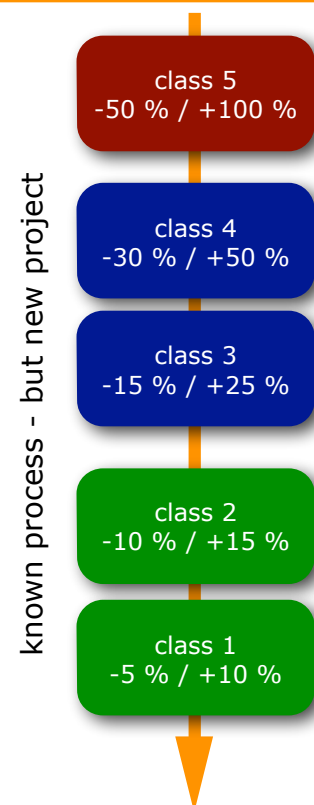 known process - but new project
class 5
-50 % / +100 %
class 4
-30 % / +50 %
class 3
-15 % / +25 %
class 2
-10 % / +15 %
class 1
-5 % / +10 %